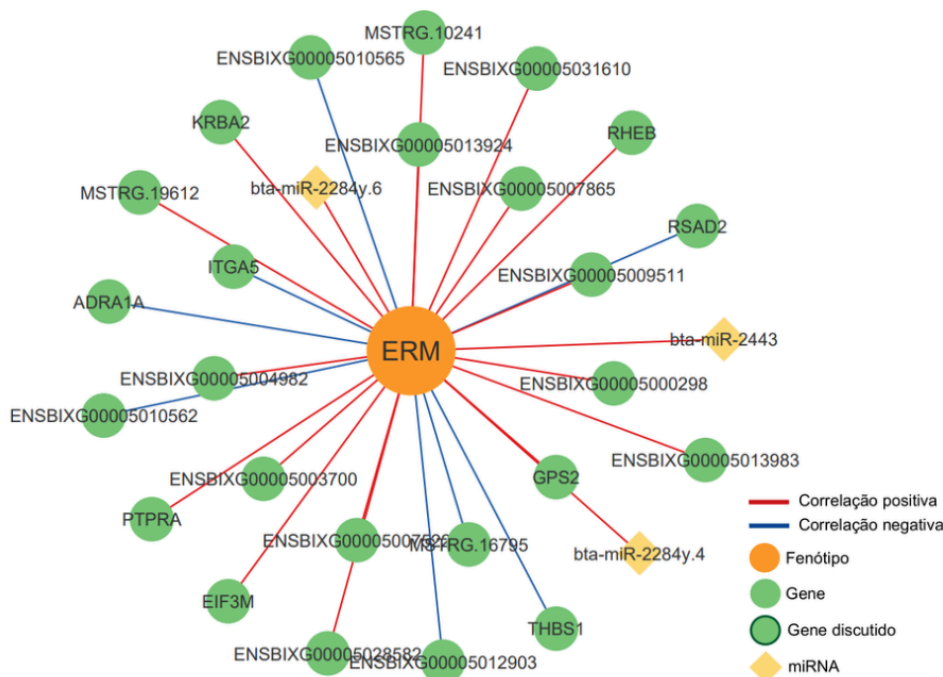 MSTRG.10241
ENSBIXG00005010565
ENSBIXG00005031610
KRBA2
RHEB
ENSBIXG00005013924
bta-miR-2284y.6
ENSBIXG00005007865
MSTRG.19612
RSAD2
ITGA5
ENSBIXG00005009511
ADRA1A
bta-miR-2443
ERM
ENSBIXG00005004982
ENSBIXG00005000298
ENSBIXG00005010562
ENSBIXG00005013983
ENSBIXG00005003700
GPS2
Correlação positiva
PTPRA
Correlação negativa
MSTRG.16795
bta-miR-2284y.4
Fenótipo
EIF3M
Gene
THBS1
Gene discutido
ENSBIXG00005028582
ENSBIXG00005012903
miRNA